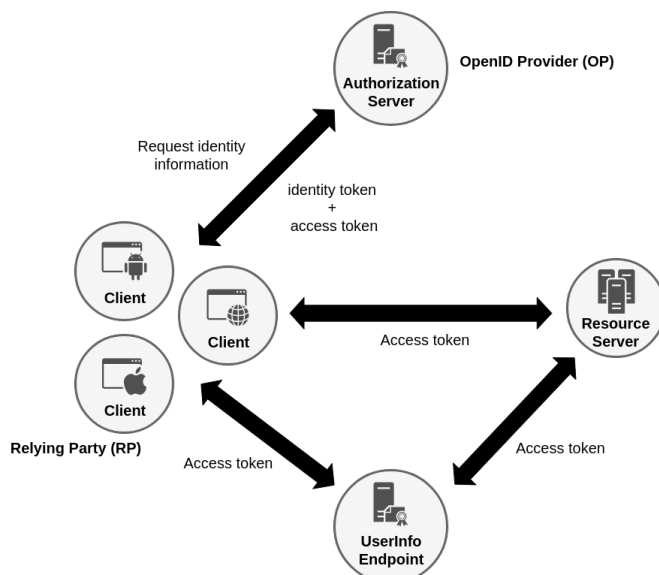 Authorization
Server
OpenID Provider (OP)
Request identity
information
identity token
+
access token
Client
Client
Client
Relying Party (RP)
Access token
Resource
Server
Access token
Access token
UserInfo
Endpoint